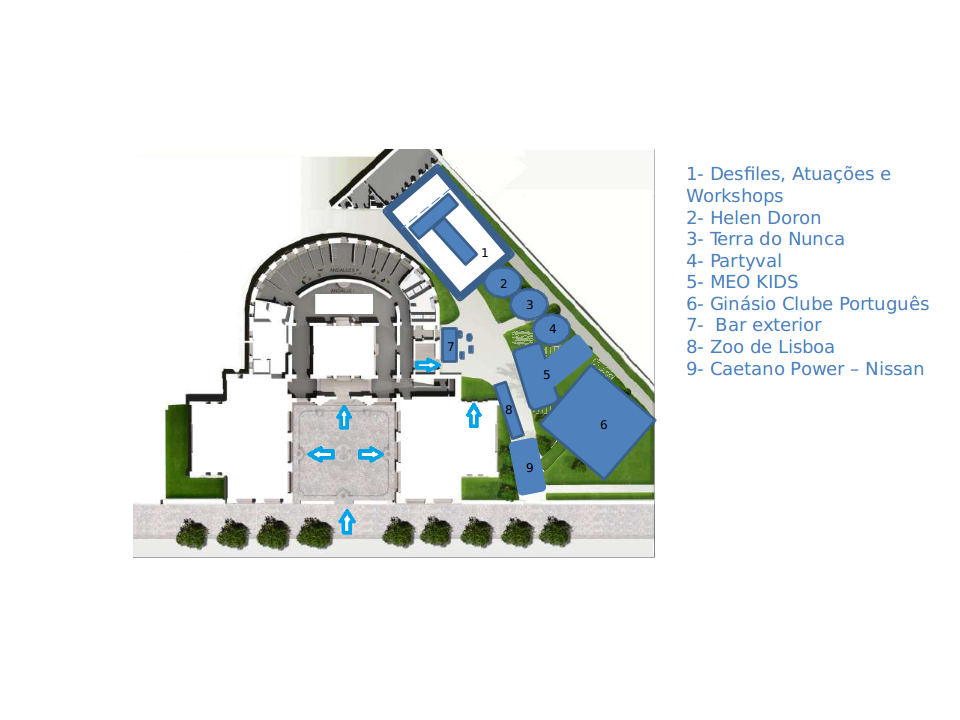 1- Desfiles, Atuações e
Workshops
2- Helen Doron
3- Terra do Nunca
4- Partyval
5- MEO KIDS
6- Ginásio Clube Português
7-  Bar exterior
8- Zoo de Lisboa
9- Caetano Power – Nissan
1
2
3
4
7
5
8
6
9